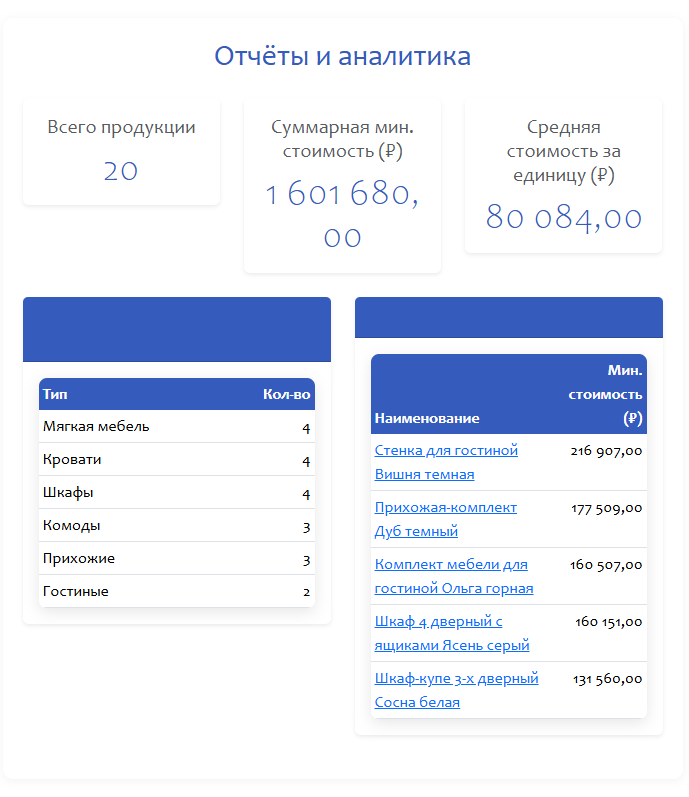 Отчёты и аналитика
Всего продукции
20
Суммарная мин.
стоимость (₽)
1 601 680,
00
Средняя
стоимость за
единицу (₽)
80 084,00
Тип Кол-во
Мягкая мебель 4
Кровати 4
Шкафы 4
Комоды 3
Прихожие 3
Гостиные 2
Мин.
стоимость
Наименование (₽)
Стенка для гостиной 216 907,00
Вишня темная
Прихожая-комплект 177 509,00
Дуб темный
Комплект мебели для 160 507,00
гостиной Ольга горная
Шкаф 4 дверный с 160 151,00
ящиками Ясень серый
Шкаф-купе 3-х дверный 131 560,00
Сосна белая